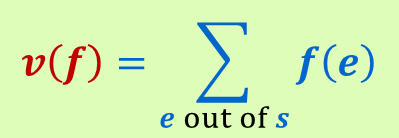 v(f) = ∑ f(e)
e out of s